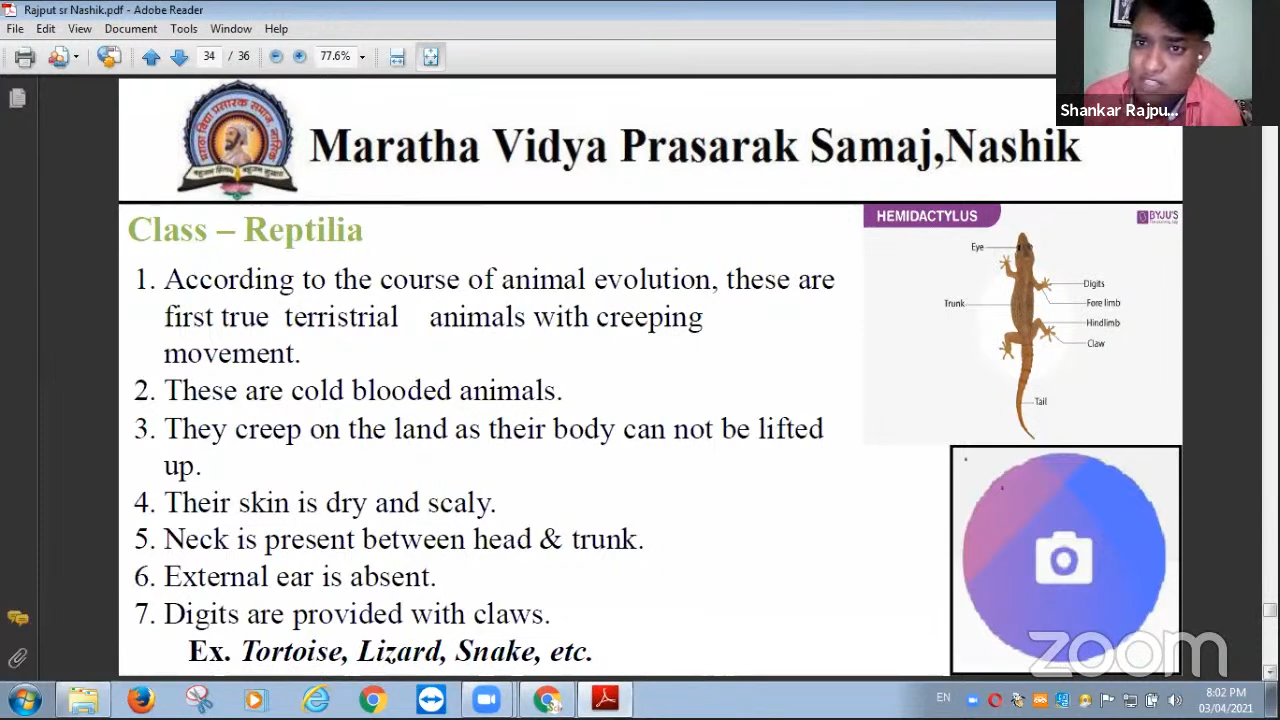 Rajput sr Nashik.pdf - Adobe Reader
File Edit View Document Tools Window Help
34 / 36 77.6%
Shankar Rajpu...
मराठा विद्या प्रसारक समाज, नाशिक
Maratha Vidya Prasarak Samaj,Nashik
Class – Reptilia
1. According to the course of animal evolution, these are
first true terristrial animals with creeping
movement.
2. These are cold blooded animals.
3. They creep on the land as their body can not be lifted
up.
4. Their skin is dry and scaly.
5. Neck is present between head & trunk.
6. External ear is absent.
7. Digits are provided with claws.
Ex. Tortoise, Lizard, Snake, etc.
HEMIDACTYLUS
BYJU'S
Eye
Digits
Trunk
Fore limb
Hindlimb
Claw
Tail
zoom
EN
8:02 PM
03/04/2021